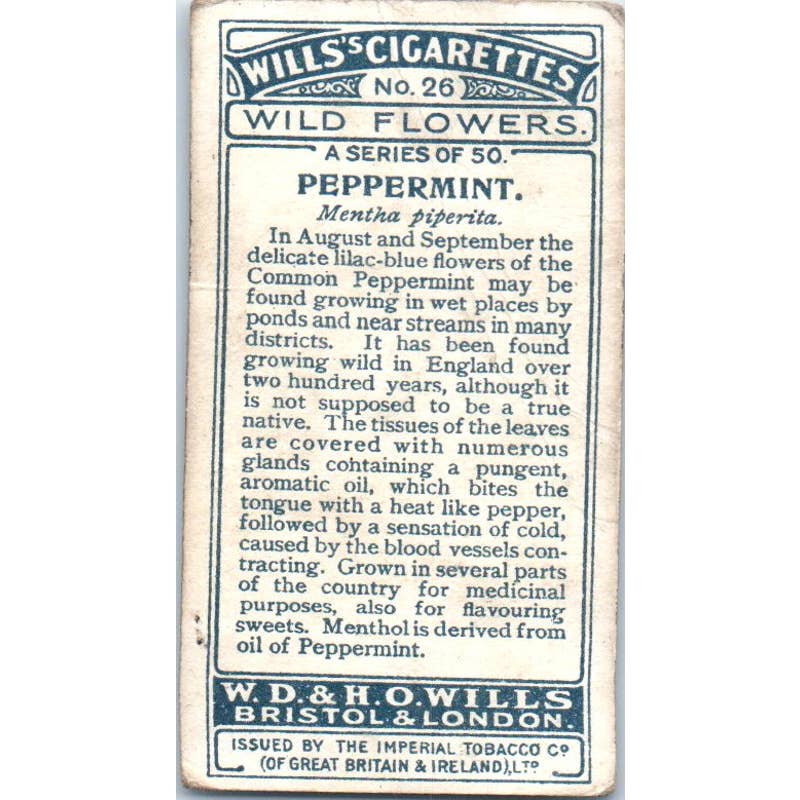 WILLS'S CIGARETTES
No. 26
WILD FLOWERS.
A SERIES OF 50.
PEPPERMINT.
Mentha piperita.
In August and September the
delicate lilac-blue flowers of the
Common Peppermint may be
found growing in wet places by
ponds and near streams in many
districts. It has been found
growing wild in England over
two hundred years, although it
is not supposed to be a true
native. The tissues of the leaves
are covered with numerous
glands containing a pungent,
aromatic oil, which bites the
tongue with a heat like pepper,
followed by a sensation of cold,
caused by the blood vessels con-
tracting. Grown in several parts
of the country for medicinal
purposes, also for flavouring
sweets. Menthol is derived from
oil of Peppermint.
W. D. & H. O. WILLS
BRISTOL & LONDON.
ISSUED BY THE IMPERIAL TOBACCO Co
(OF GREAT BRITAIN & IRELAND), LTD